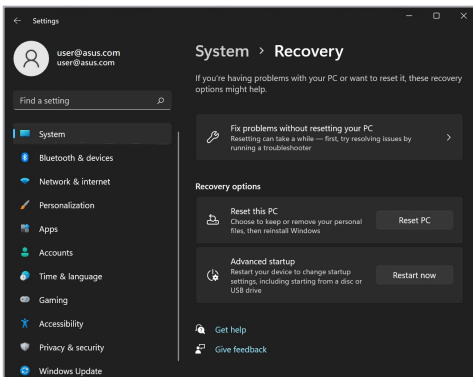 Settings
user@asus.com
user@asus.com
Find a setting
System
Bluetooth & devices
Network & internet
Personalization
Apps
Accounts
Time & language
Gaming
Accessibility
Privacy & security
Windows Update
System > Recovery
If you're having problems with your PC or want to reset it, these recovery
options might help.
Fix problems without resetting your PC
Resetting can take a while — first, try resolving issues by
running a troubleshooter
Recovery options
Reset this PC
Choose to keep or remove your personal
files, then reinstall Windows
Reset PC
Advanced startup
Restart your device to change startup
settings, including starting from a disc or
USB drive
Restart now
Get help
Give feedback